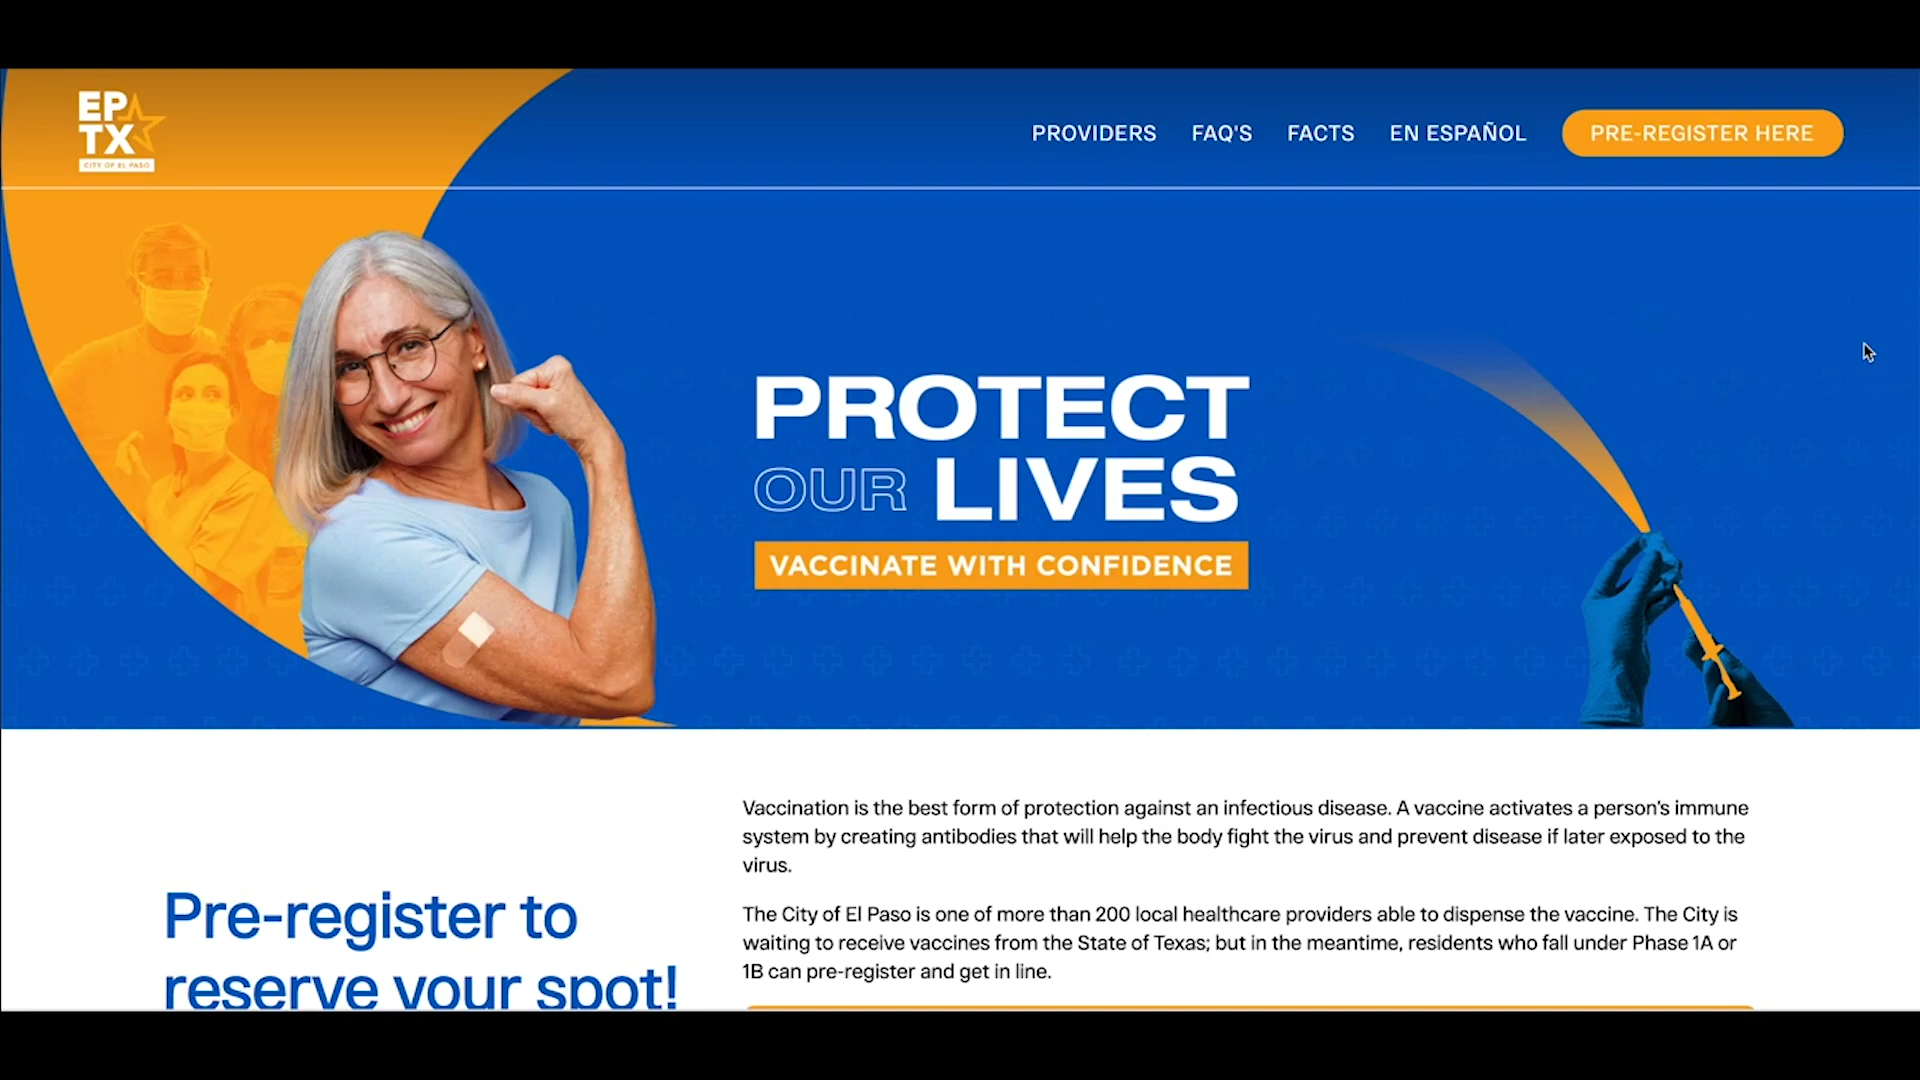 EP
TX
CITY OF EL PASO
PROVIDERS FAQ'S FACTS EN ESPAÑOL PRE-REGISTER HERE
PROTECT
OUR LIVES
VACCINATE WITH CONFIDENCE
Pre-register to
reserve your spot!
Vaccination is the best form of protection against an infectious disease. A vaccine activates a person's immune
system by creating antibodies that will help the body fight the virus and prevent disease if later exposed to the
virus.
The City of El Paso is one of more than 200 local healthcare providers able to dispense the vaccine. The City is
waiting to receive vaccines from the State of Texas; but in the meantime, residents who fall under Phase 1A or
1B can pre-register and get in line.